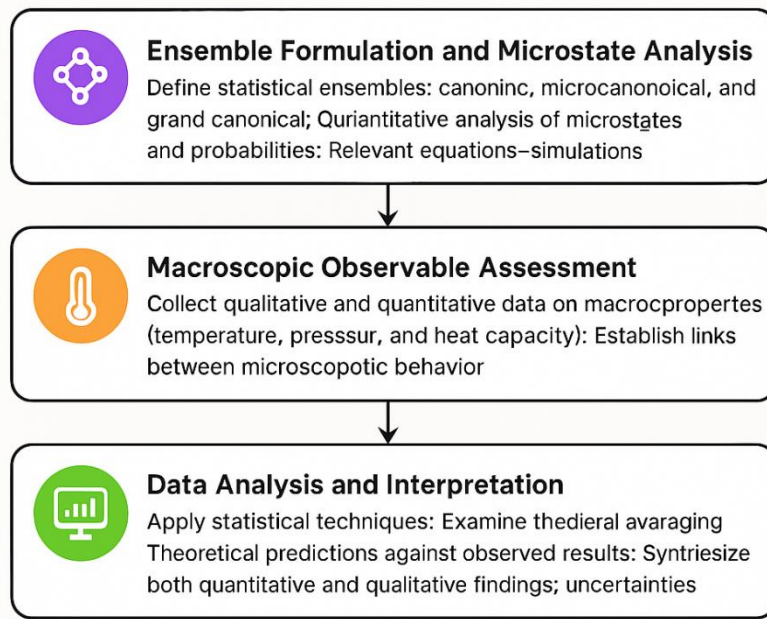 Ensemble Formulation and Microstate Analysis
Define statistical ensembles: canoninc, microcanonoical, and
grand canonical; Quriantitative analysis of microstates
and probabilities: Relevant equations–simulations
Macroscopic Observable Assessment
Collect qualitative and quantitative data on macrocpropertes
(temperature, presssur, and heat capacity): Establish links
between microscopotic behavior
Data Analysis and Interpretation
Apply statistical techniques: Examine thedieral avaraging
Theoretical predictions against observed results: Syntriesize
both quantitative and qualitative findings; uncertainties